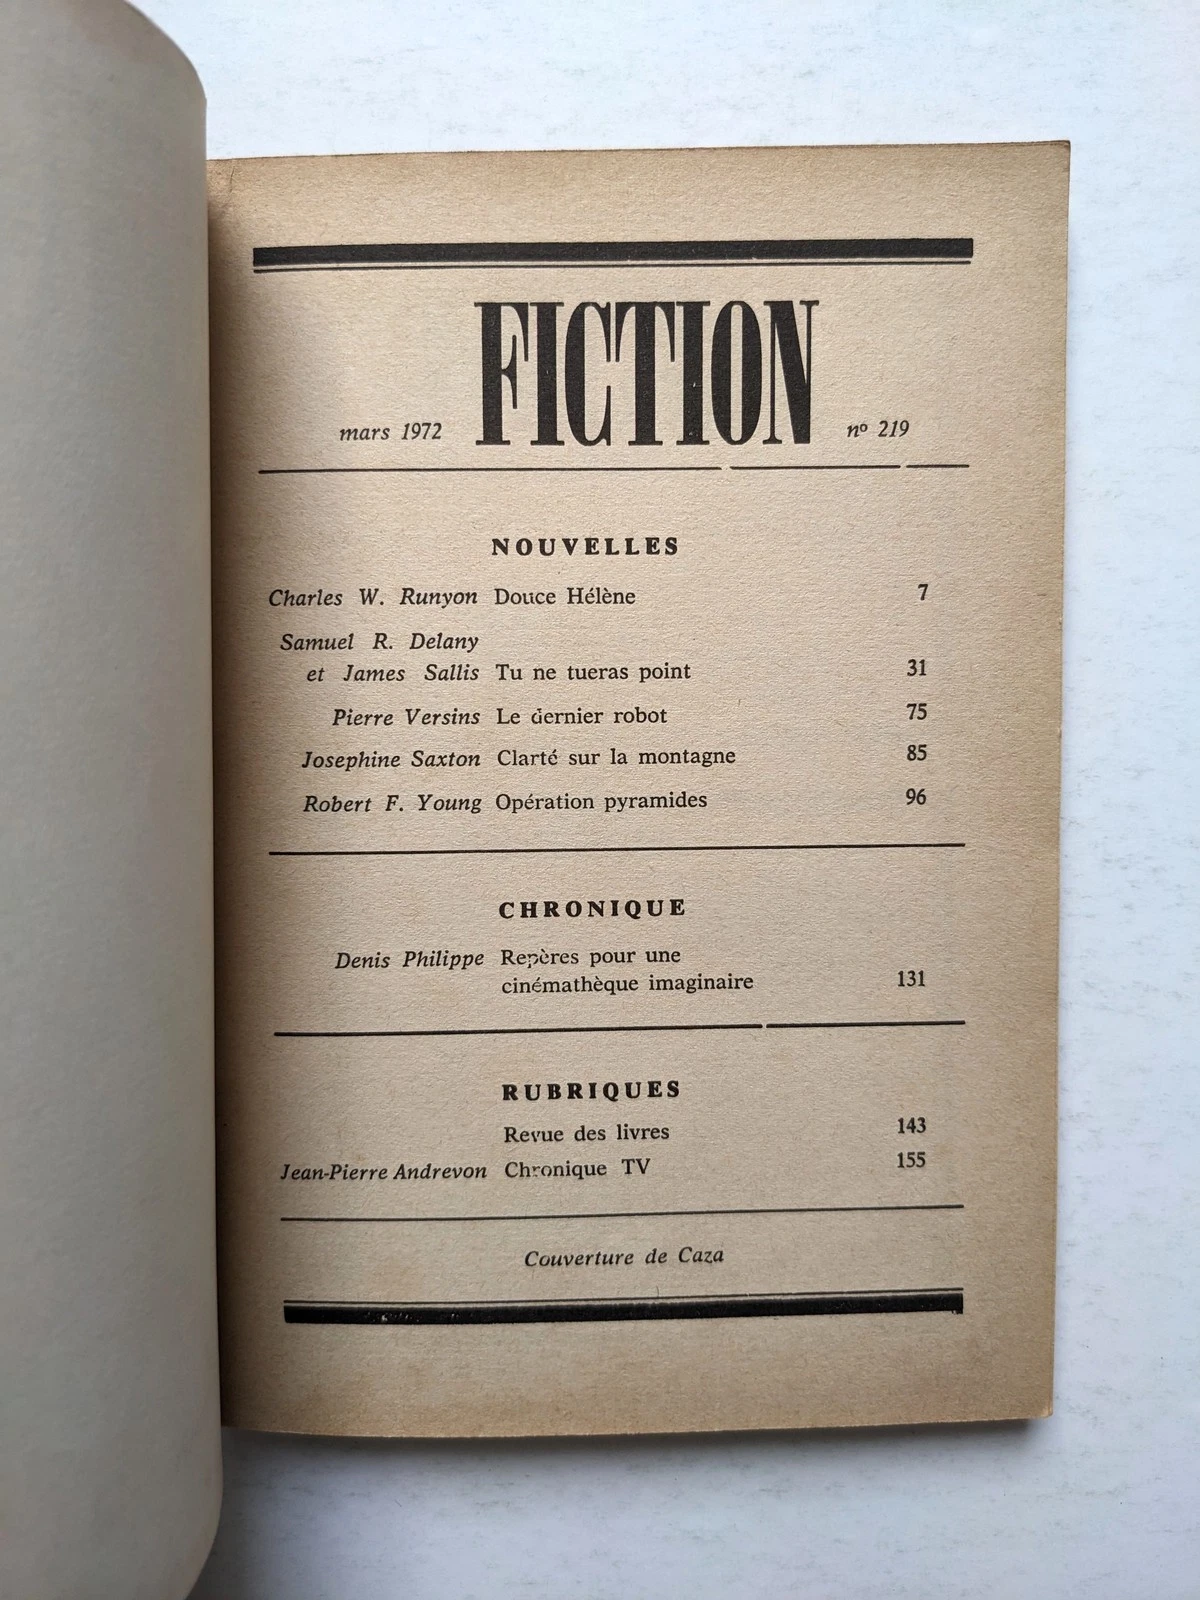 FICTION
mars 1972 nº 219
NOUVELLES
Charles W. Runyon Douce Hélène 7
Samuel R. Delany
et James Sallis Tu ne tueras point 31
Pierre Versins Le dernier robot 75
Josephine Saxton Clarté sur la montagne 85
Robert F. Young Opération pyramides 96
CHRONIQUE
Denis Philippe Repères pour une
cinémathèque imaginaire 131
RUBRIQUES
Revue des livres 143
Jean-Pierre Andrevon Chronique TV 155
Couverture de Caza